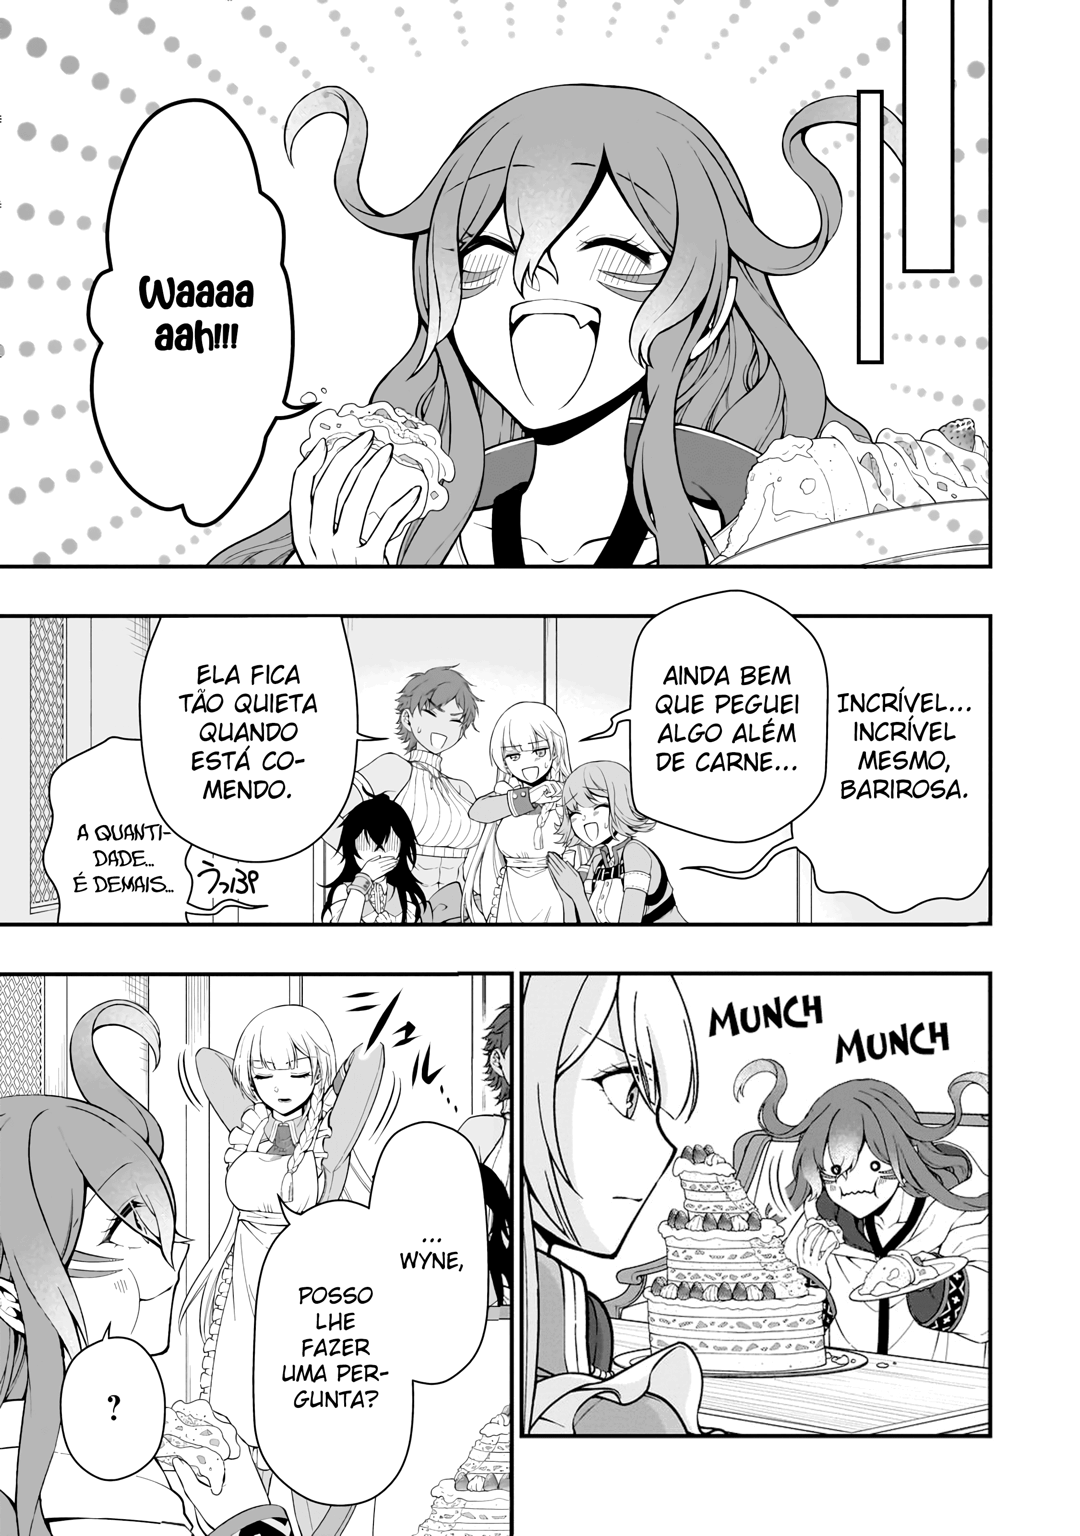 Waaaa
aah!!!
INCRÍVEL...
INCRÍVEL
MESMO,
BARIROSA.
AINDA BEM
QUE PEGUEI
ALGO ALÉM
DE CARNE...
ELA FICA
TÃO QUIETA
QUANDO
ESTÁ CO-
MENDO.
A QUANTI-
DADE...
É DEMAIS...
うっぷ
MUNCH
MUNCH
...
WYNE,
POSSO
LHE
FAZER
UMA PER-
GUNTA?
?